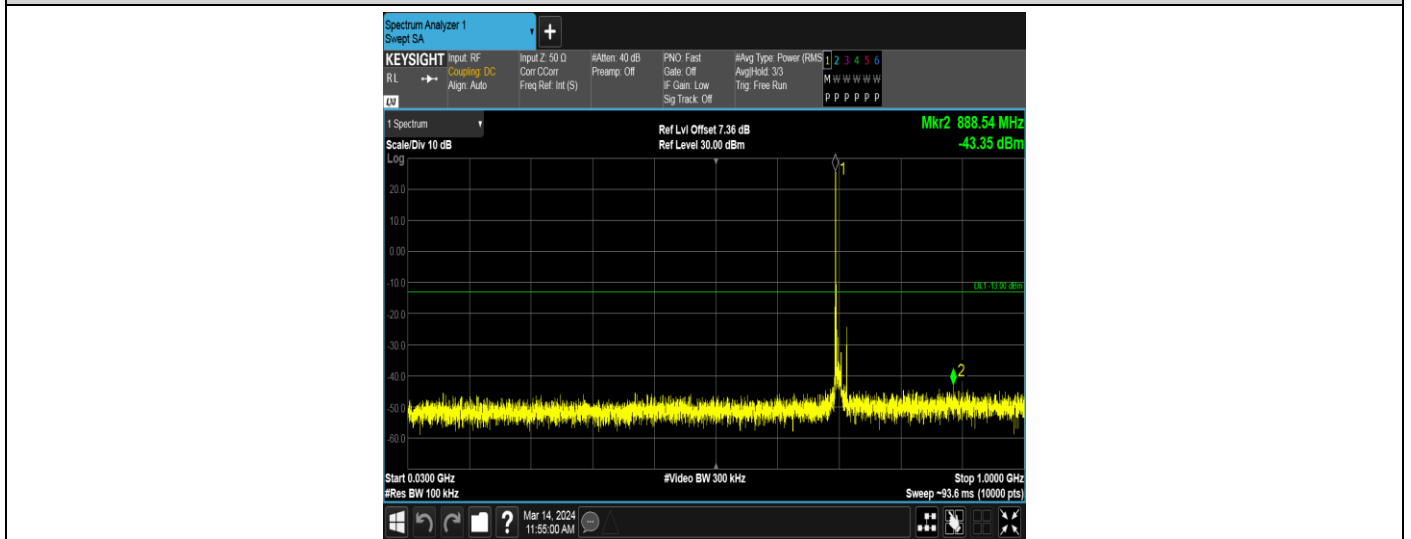 Spectrum Analyzer 1
Swept SA
+
KEYSIGHT
RL
Input: RF
Coupling: DC
Align: Auto
Input Z: 50 Ω
Corr CCorr
Freq Ref: Int (S)
#Atten: 40 dB
Preamp: Off
PNO: Fast
Gate: Off
IF Gain: Low
Sig Track: Off
#Avg Type: Power (RMS
Avg|Hold: 3/3
Trig: Free Run
1 2 3 4 5 6
M W W W W W
P P P P P P
1 Spectrum
Scale/Div 10 dB
Ref Lvl Offset 7.36 dB
Ref Level 30.00 dBm
Mkr2 888.54 MHz
-43.35 dBm
Log
1
20.0
10.0
0.00
-10.0
DL1 -13.00 dBm
-20.0
-30.0
-40.0
2
-50.0
-60.0
Start 0.0300 GHz
#Video BW 300 kHz
Stop 1.0000 GHz
#Res BW 100 kHz
Sweep ~93.6 ms (10000 pts)
?
Mar 14, 2024
11:55:00 AM